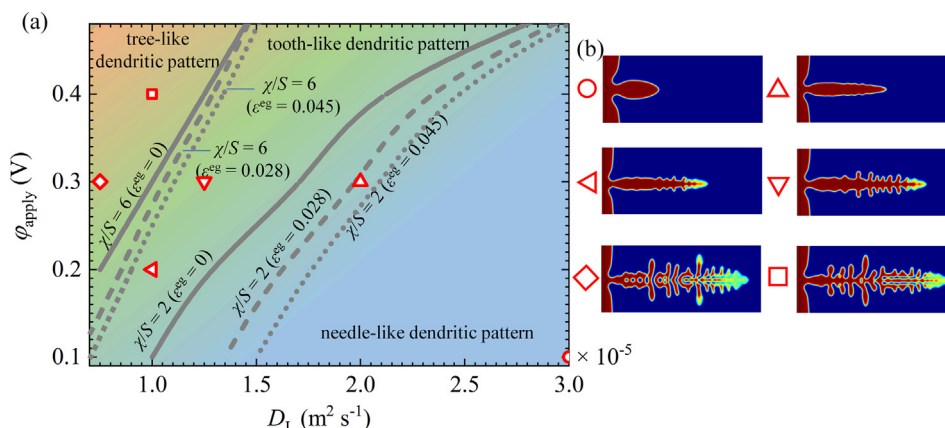 (a)
tree-like
dendritic pattern
tooth-like dendritic pattern
(b)
χ/S = 6
(ε^eg = 0.045)
χ/S = 6
(ε^eg = 0.028)
χ/S = 6 (ε^eg = 0)
χ/S = 2 (ε^eg = 0)
χ/S = 2 (ε^eg = 0.028)
χ/S = 2 (ε^eg = 0.045)
needle-like dendritic pattern
φ_apply (V)
0.4
0.3
0.2
0.1
1.0 1.5 2.0 2.5 3.0
× 10^-5
D_L (m^2 s^-1)